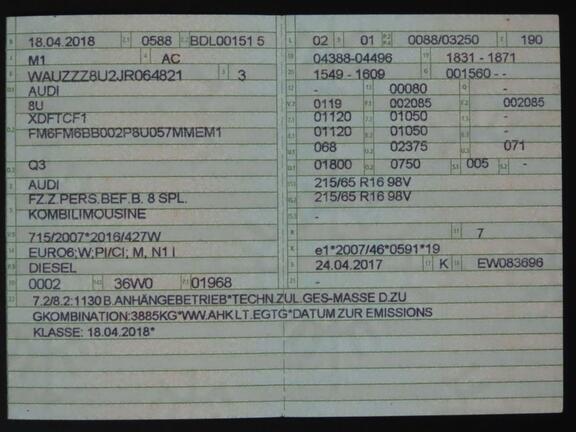 18.04.2018 0588 BDL00151 5
M1 AC
WAUZZZ8U2JR064821 3
AUDI
8U
XDFTCF1
FM6FM6BB002P8U057MMEM1
Q3
AUDI
FZ.Z.PERS.BEF.B. 8 SPL.
KOMBILIMOUSINE
715/2007*2016/427W
EURO6;W;PI/CI; M, N1 I
DIESEL
0002 36W0 01968
02 01 0088/03250 190
04388-04496 1831 - 1871
1549 - 1609 001560 - -
- 00080 -
0119 002085 002085
01120 01050 -
01120 01050 -
068 02375 071
01800 0750 005 -
215/65 R16 98V
215/65 R16 98V
-
7
e1*2007/46*0591*19
24.04.2017 K EW083696
-
7.2/8.2:1130 B.ANHÄNGEBETRIEB*TECHN.ZUL.GES-MASSE D.ZU
GKOMBINATION:3885KG*WW.AHK LT.EGTG*DATUM ZUR EMISSIONS
KLASSE: 18.04.2018*